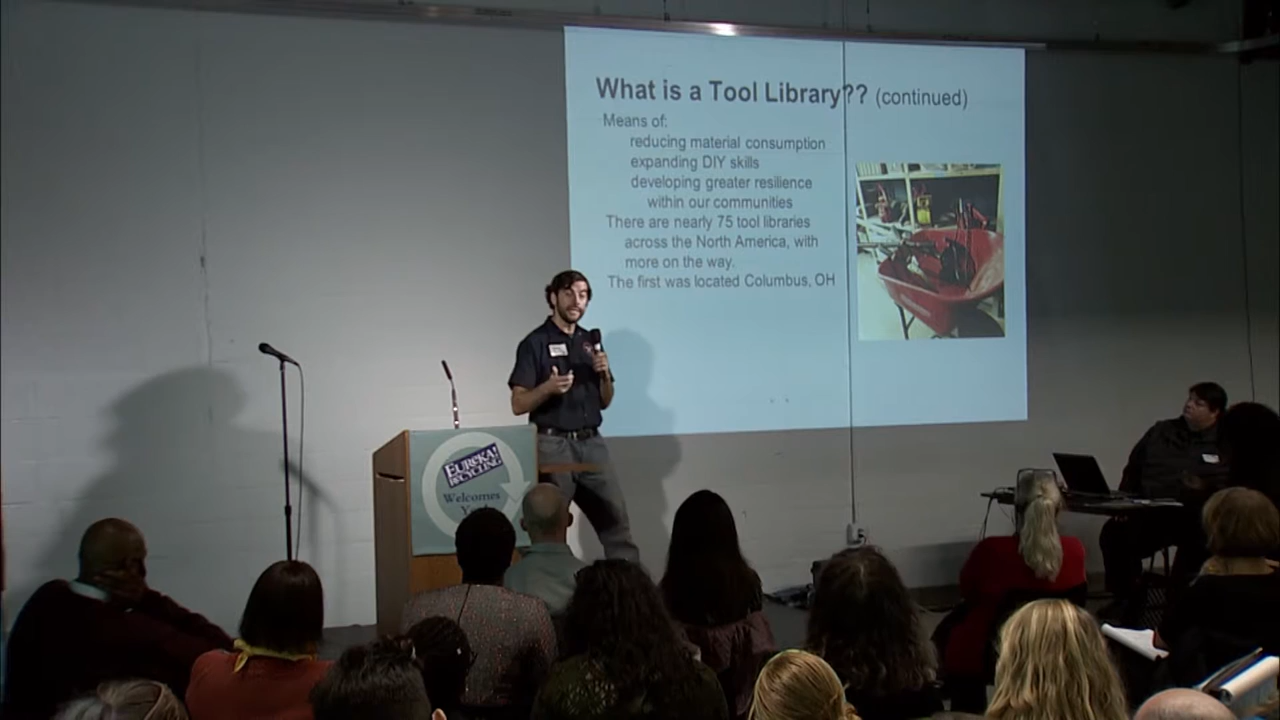 What is a Tool Library?? (continued)
Means of:
reducing material consumption
expanding DIY skills
developing greater resilience
within our communities
There are nearly 75 tool libraries
across the North America, with
more on the way.
The first was located Columbus, OH
EUREKA!
RECYCLING
Welcomes